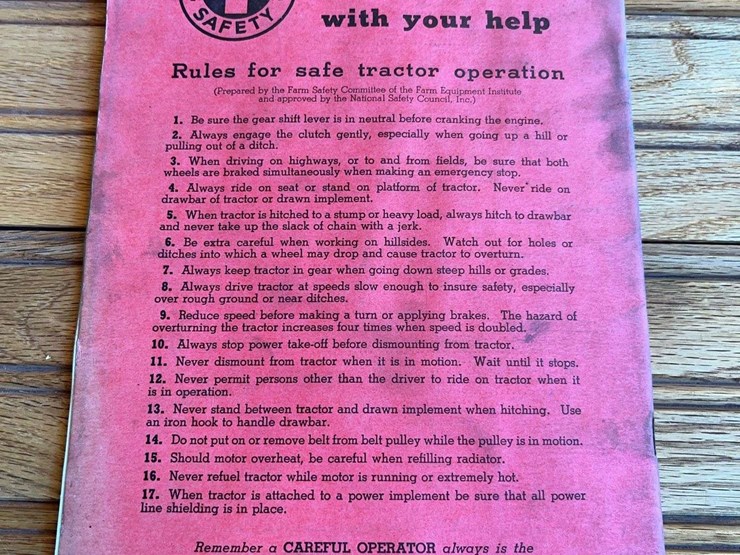 SAFETY
with your help
Rules for safe tractor operation
(Prepared by the Farm Safety Committee of the Farm Equipment Institute
and approved by the National Safety Council, Inc.)
1. Be sure the gear shift lever is in neutral before cranking the engine.
2. Always engage the clutch gently, especially when going up a hill or
pulling out of a ditch.
3. When driving on highways, or to and from fields, be sure that both
wheels are braked simultaneously when making an emergency stop.
4. Always ride on seat or stand on platform of tractor. Never ride on
drawbar of tractor or drawn implement.
5. When tractor is hitched to a stump or heavy load, always hitch to drawbar
and never take up the slack of chain with a jerk.
6. Be extra careful when working on hillsides. Watch out for holes or
ditches into which a wheel may drop and cause tractor to overturn.
7. Always keep tractor in gear when going down steep hills or grades.
8. Always drive tractor at speeds slow enough to insure safety, especially
over rough ground or near ditches.
9. Reduce speed before making a turn or applying brakes. The hazard of
overturning the tractor increases four times when speed is doubled.
10. Always stop power take-off before dismounting from tractor.
11. Never dismount from tractor when it is in motion. Wait until it stops.
12. Never permit persons other than the driver to ride on tractor when it
is in operation.
13. Never stand between tractor and drawn implement when hitching. Use
an iron hook to handle drawbar.
14. Do not put on or remove belt from belt pulley while the pulley is in motion.
15. Should motor overheat, be careful when refilling radiator.
16. Never refuel tractor while motor is running or extremely hot.
17. When tractor is attached to a power implement be sure that all power
line shielding is in place.
Remember a CAREFUL OPERATOR always is the